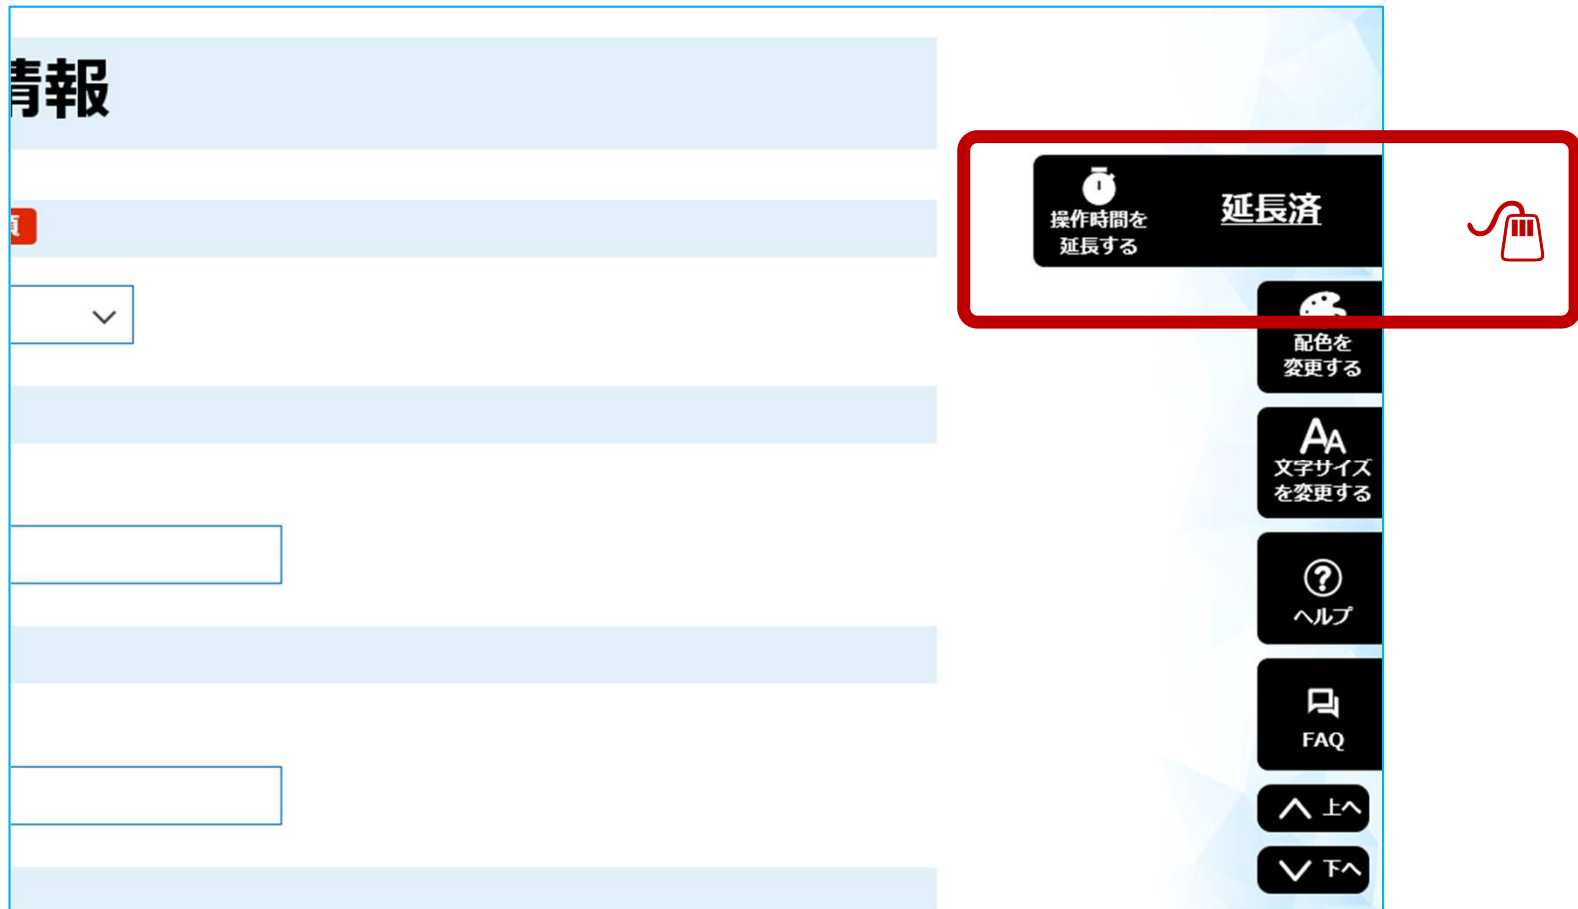 情報
須
操作時間を
延長する
延長済
配色を
変更する
AA
文字サイズ
を変更する
?
ヘルプ
FAQ
上へ
下へ